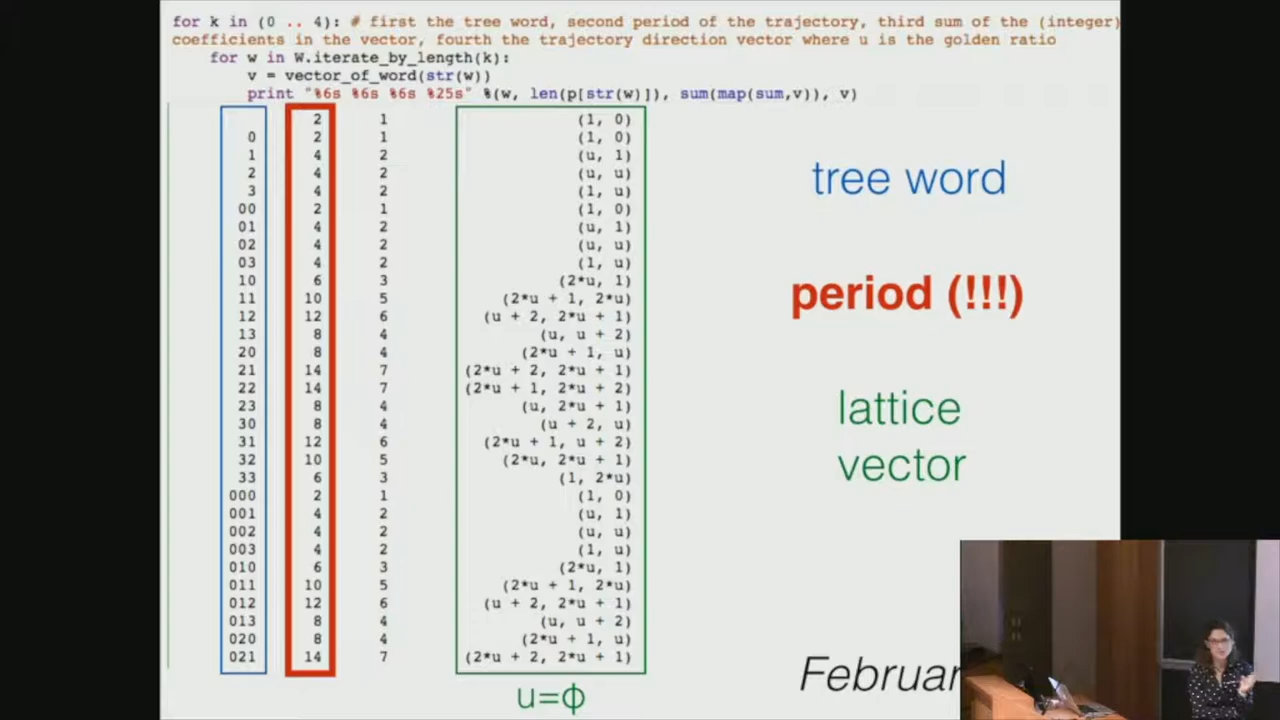 for k in (0 .. 4): # first the tree word, second period of the trajectory, third sum of the (integer)
coefficients in the vector, fourth the trajectory direction vector where u is the golden ratio
for w in W.iterate_by_length(k):
v = vector_of_word(str(w))
print "%6s %6s %6s %25s" %(w, len(p[str(w)]), sum(map(sum,v)), v)
2 1 (1, 0)
0 2 1 (1, 0)
1 4 2 (u, 1)
2 4 2 (u, u)
3 4 2 (1, u)
00 2 1 (1, 0)
01 4 2 (u, 1)
02 4 2 (u, u)
03 4 2 (1, u)
10 6 3 (2*u, 1)
11 10 5 (2*u + 1, 2*u)
12 12 6 (u + 2, 2*u + 1)
13 8 4 (u, u + 2)
20 8 4 (2*u + 1, u)
21 14 7 (2*u + 2, 2*u + 1)
22 14 7 (2*u + 1, 2*u + 2)
23 8 4 (u, 2*u + 1)
30 8 4 (u + 2, u)
31 12 6 (2*u + 1, u + 2)
32 10 5 (2*u, 2*u + 1)
33 6 3 (1, 2*u)
000 2 1 (1, 0)
001 4 2 (u, 1)
002 4 2 (u, u)
003 4 2 (1, u)
010 6 3 (2*u, 1)
011 10 5 (2*u + 1, 2*u)
012 12 6 (u + 2, 2*u + 1)
013 8 4 (u, u + 2)
020 8 4 (2*u + 1, u)
021 14 7 (2*u + 2, 2*u + 1)
u=ϕ
tree word
period (!!!)
lattice
vector
Februar